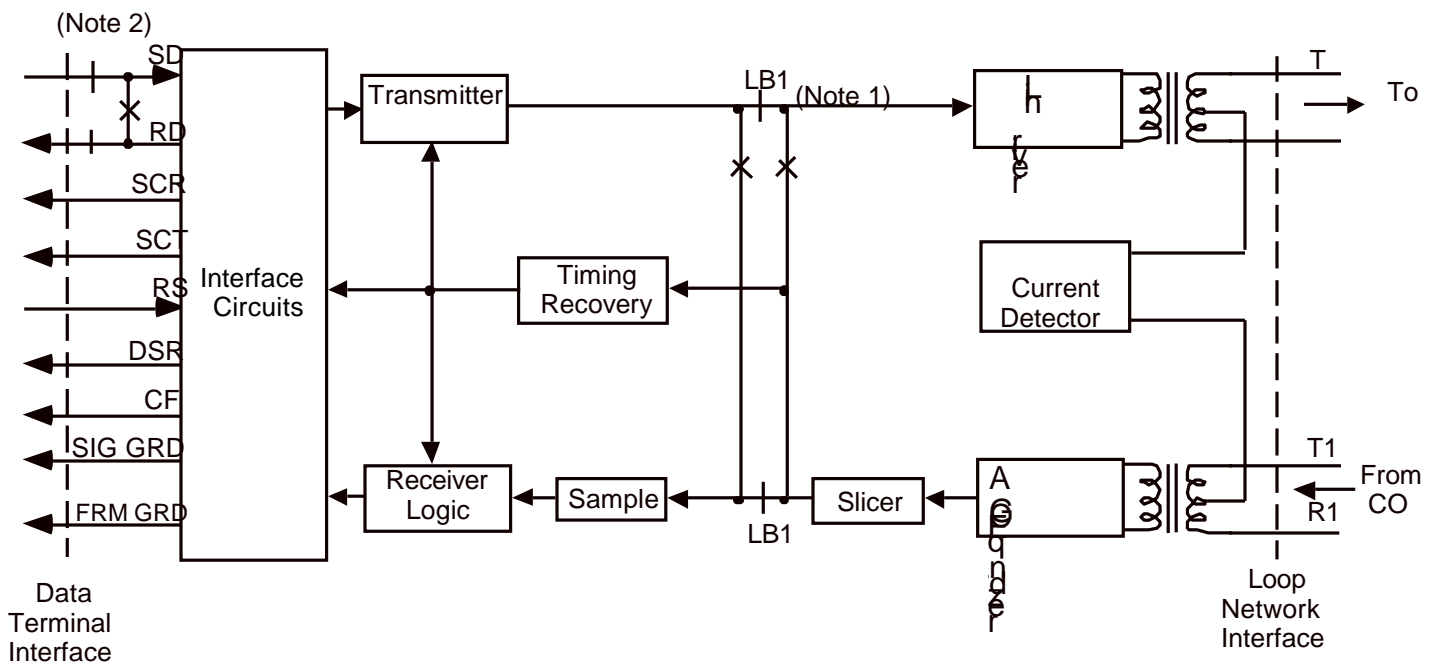 (Note 2)
SD
RD
SCR
SCT
RS
DSR
CF
SIG GRD
FRM GRD
Data
Terminal
Interface
Interface
Circuits
Transmitter
LB1
(Note 1)
Timing
Recovery
Receiver
Logic
Sample
LB1
Slicer
Current
Detector
T
To
T1
From
CO
R1
Loop
Network
Interface